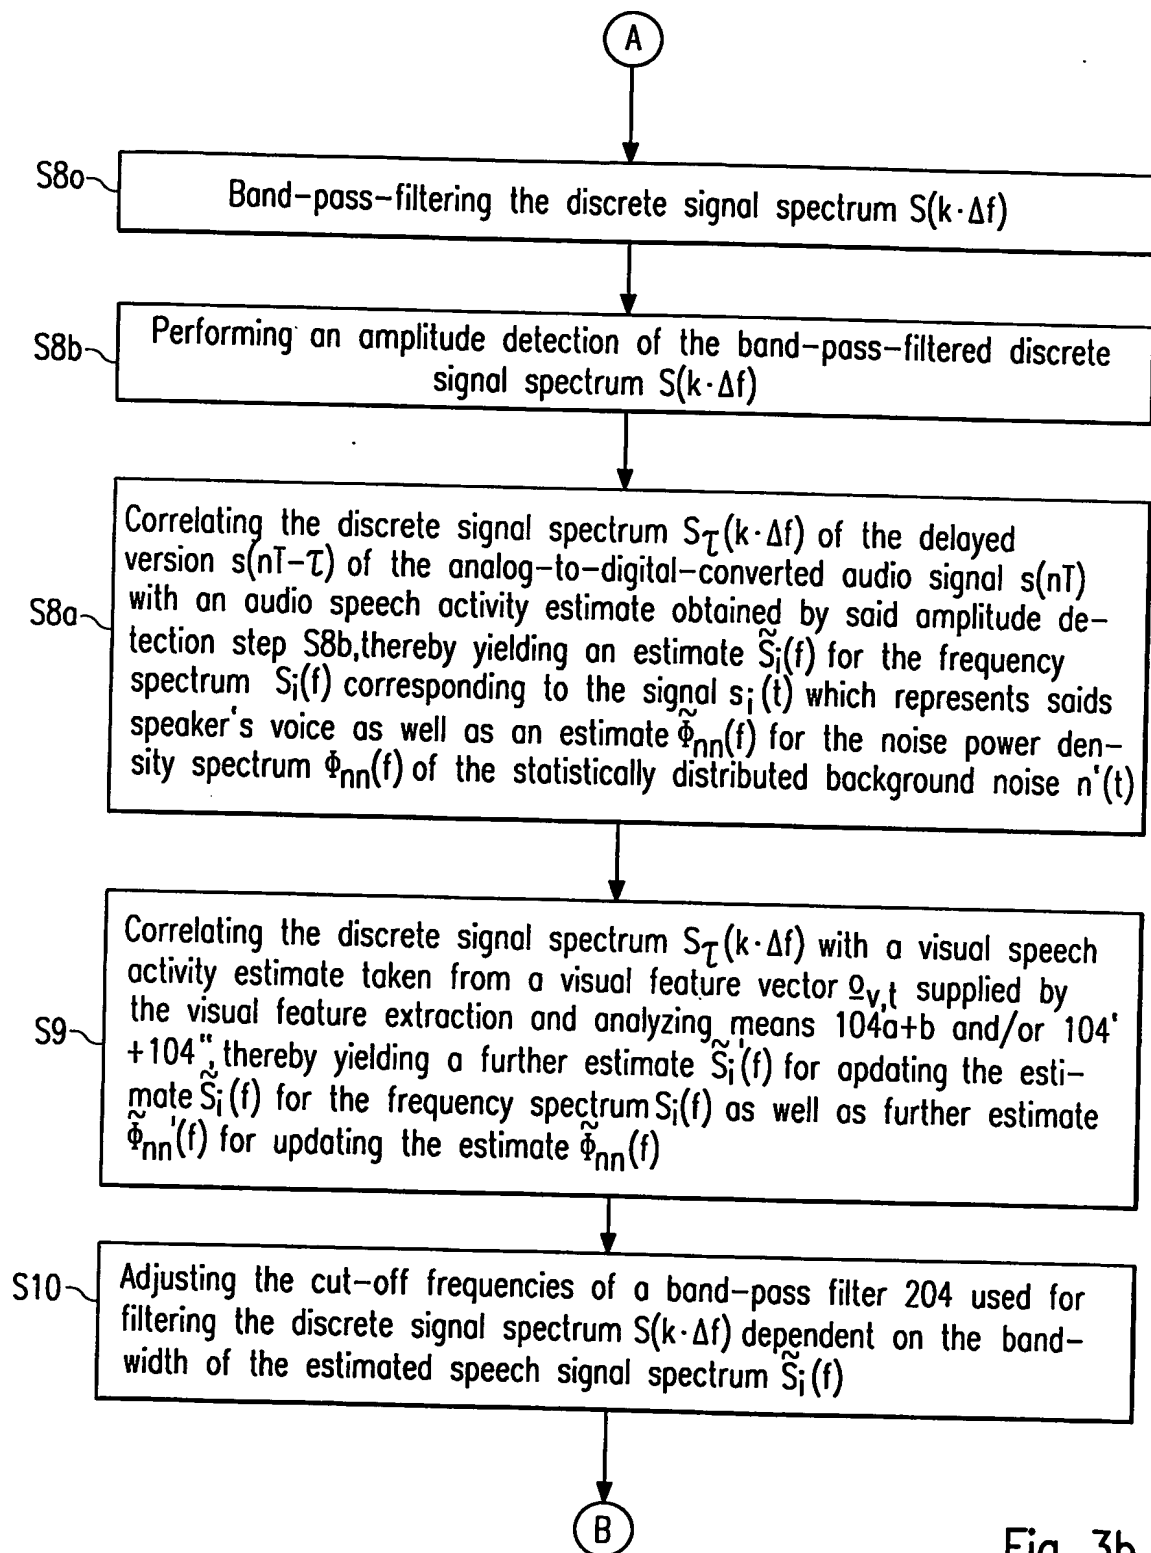 A
S8o
Band-pass-filtering the discrete signal spectrum S(k·Δf)
S8b
Performing an amplitude detection of the band-pass-filtered discrete
signal spectrum S(k·Δf)
S8a
Correlating the discrete signal spectrum S_τ(k·Δf) of the delayed
version s(nT-τ) of the analog-to-digital-converted audio signal s(nT)
with an audio speech activity estimate obtained by said amplitude de-
tection step S8b,thereby yielding an estimate S̃_i(f) for the frequency
spectrum S_i(f) corresponding to the signal s_i(t) which represents saids
speaker's voice as well as an estimate Φ̃_nn(f) for the noise power den-
sity spectrum Φ_nn(f) of the statistically distributed background noise n'(t)
S9
Correlating the discrete signal spectrum S_τ(k·Δf) with a visual speech
activity estimate taken from a visual feature vector o̲_v,t supplied by
the visual feature extraction and analyzing means 104a+b and/or 104'
+104", thereby yielding a further estimate S̃_i'(f) for apdating the esti-
mate S̃_i(f) for the frequency spectrum S_i(f) as well as further estimate
Φ̃_nn'(f) for updating the estimate Φ̃_nn(f)
S10
Adjusting the cut-off frequencies of a band-pass filter 204 used for
filtering the discrete signal spectrum S(k·Δf) dependent on the band-
width of the estimated speech signal spectrum S̃_i(f)
B
Fig. 3b